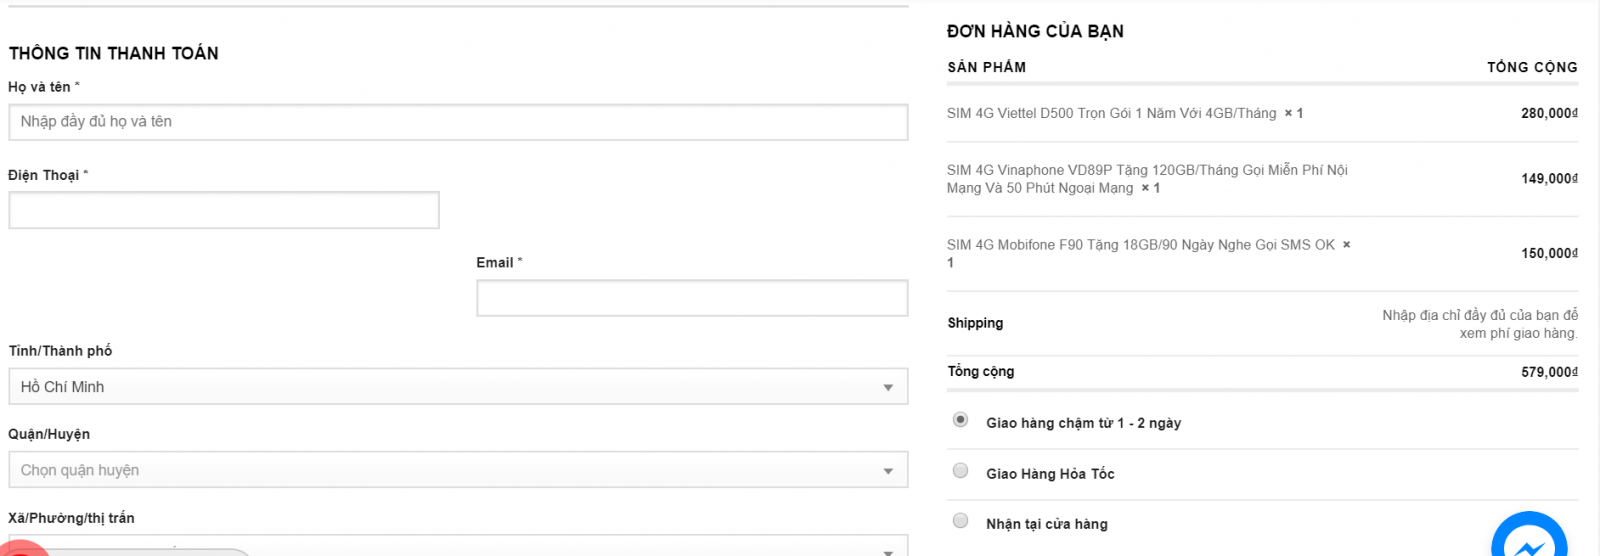 THÔNG TIN THANH TOÁN
Họ và tên *
Nhập đầy đủ họ và tên
Điện Thoại *
Email *
Tỉnh/Thành phố
Hồ Chí Minh
Quận/Huyện
Chọn quận huyện
Xã/Phường/thị trấn
ĐƠN HÀNG CỦA BẠN
SẢN PHẨM TỔNG CỘNG
SIM 4G Viettel D500 Trọn Gói 1 Năm Với 4GB/Tháng × 1 280,000₫
SIM 4G Vinaphone VD89P Tặng 120GB/Tháng Gọi Miễn Phí Nội
Mạng Và 50 Phút Ngoại Mạng × 1 149,000₫
SIM 4G Mobifone F90 Tặng 18GB/90 Ngày Nghe Gọi SMS OK ×
1 150,000₫
Shipping Nhập địa chỉ đầy đủ của bạn để
xem phí giao hàng.
Tổng cộng 579,000₫
Giao hàng chậm từ 1 - 2 ngày
Giao Hàng Hỏa Tốc
Nhận tại cửa hàng